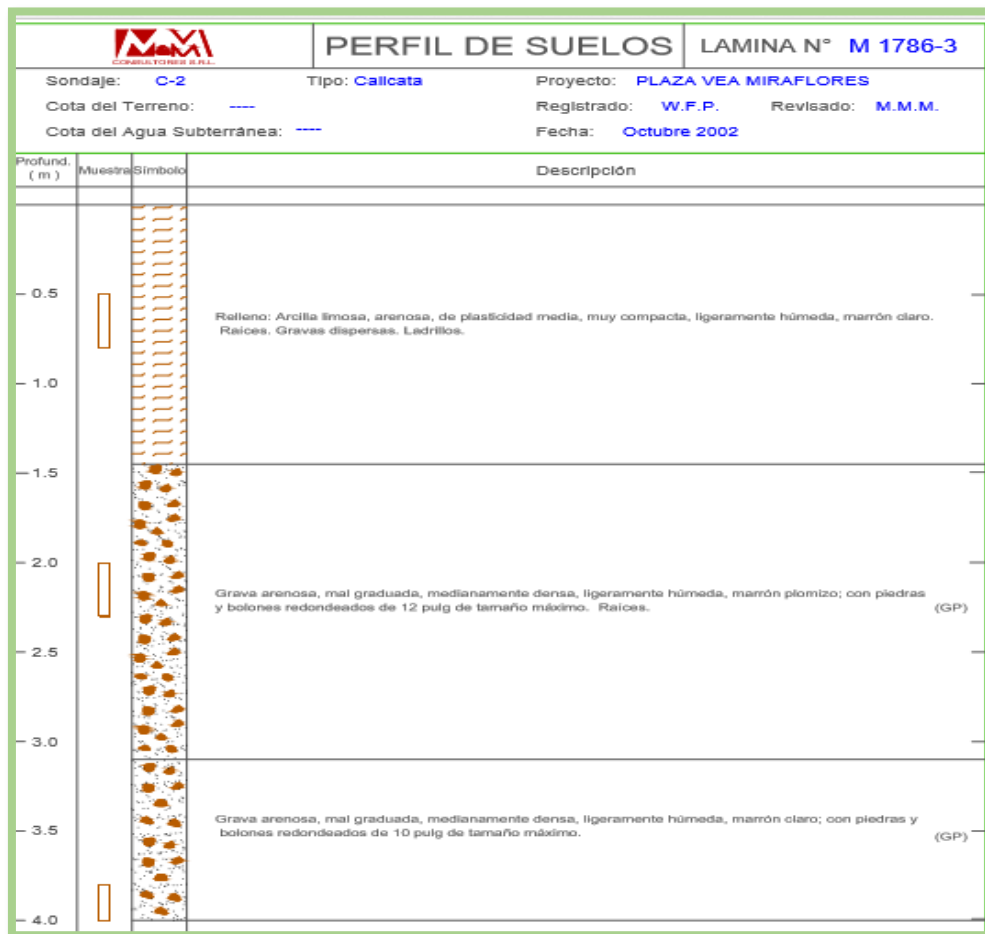 M&M
CONSULTORES S.R.L.
PERFIL DE SUELOS
LAMINA N° M 1786-3
Sondaje: C-2 Tipo: Calicata Proyecto: PLAZA VEA MIRAFLORES
Cota del Terreno: ---- Registrado: W.F.P. Revisado: M.M.M.
Cota del Agua Subterránea: ---- Fecha: Octubre 2002
Profund.
( m )
Muestra
Símbolo
Descripción
0.5
Relleno: Arcilla limosa, arenosa, de plasticidad media, muy compacta, ligeramente húmeda, marrón claro.
Raices. Gravas dispersas. Ladrillos.
1.0
1.5
2.0
Grava arenosa, mal graduada, medianamente densa, ligeramente húmeda, marrón plomizo; con piedras
y bolones redondeados de 12 pulg de tamaño máximo. Raices. (GP)
2.5
3.0
Grava arenosa, mal graduada, medianamente densa, ligeramente húmeda, marrón claro; con piedras y
3.5 bolones redondeados de 10 pulg de tamaño máximo. (GP)
4.0